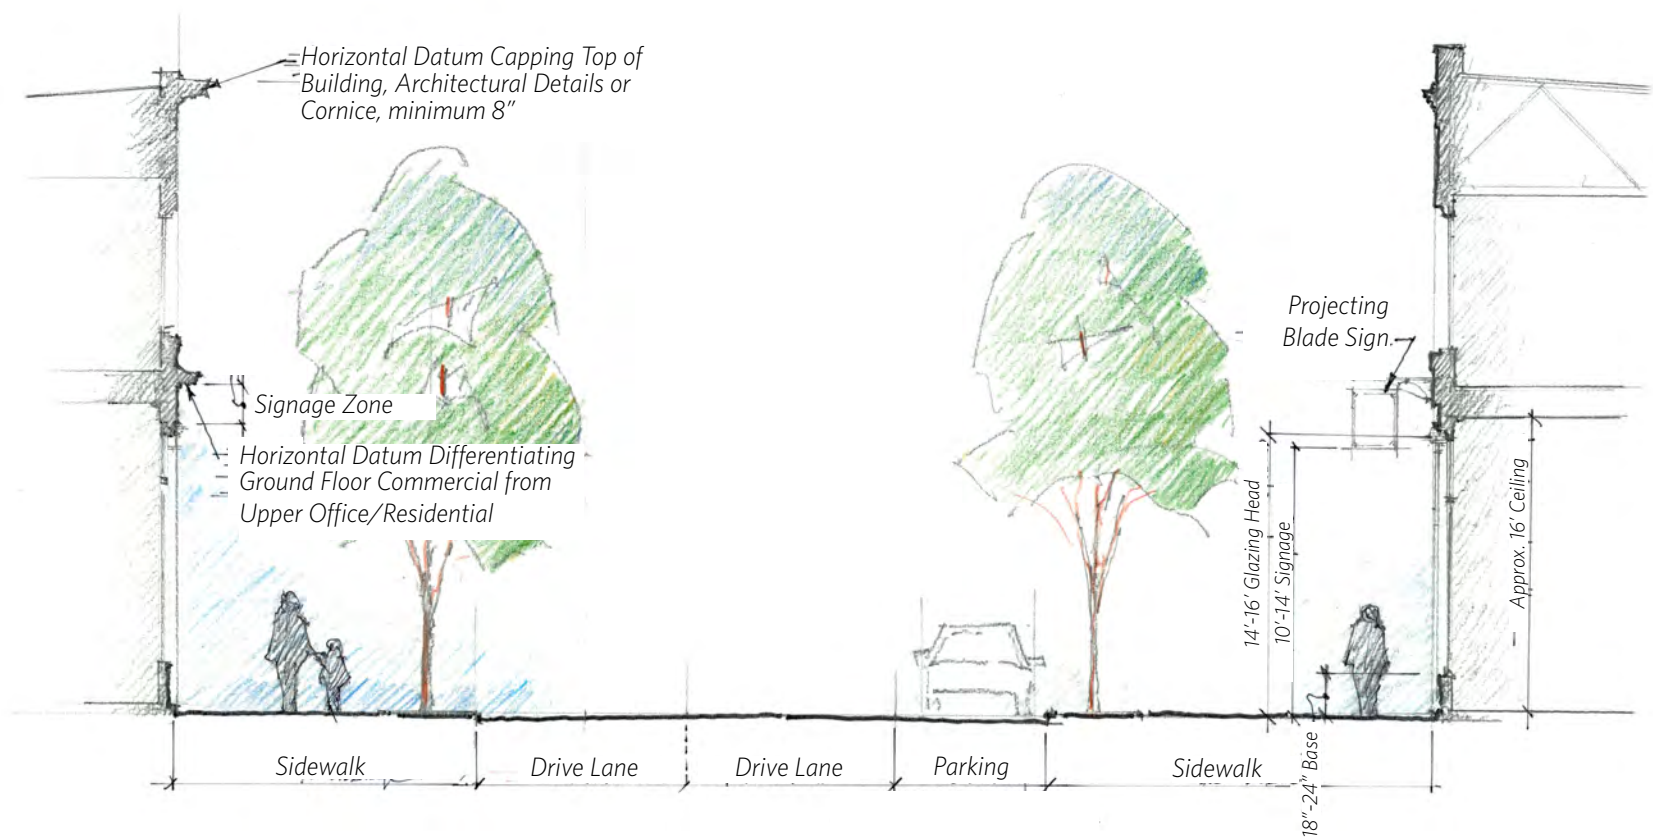 Horizontal Datum Capping Top of
Building, Architectural Details or
Cornice, minimum 8”
Projecting
Blade Sign.
Signage Zone
Horizontal Datum Differentiating
Ground Floor Commercial from
Upper Office/Residential
14'-16' Glazing Head
10'-14' Signage
Approx. 16' Ceiling
18”-24” Base
Sidewalk
Drive Lane
Drive Lane
Parking
Sidewalk